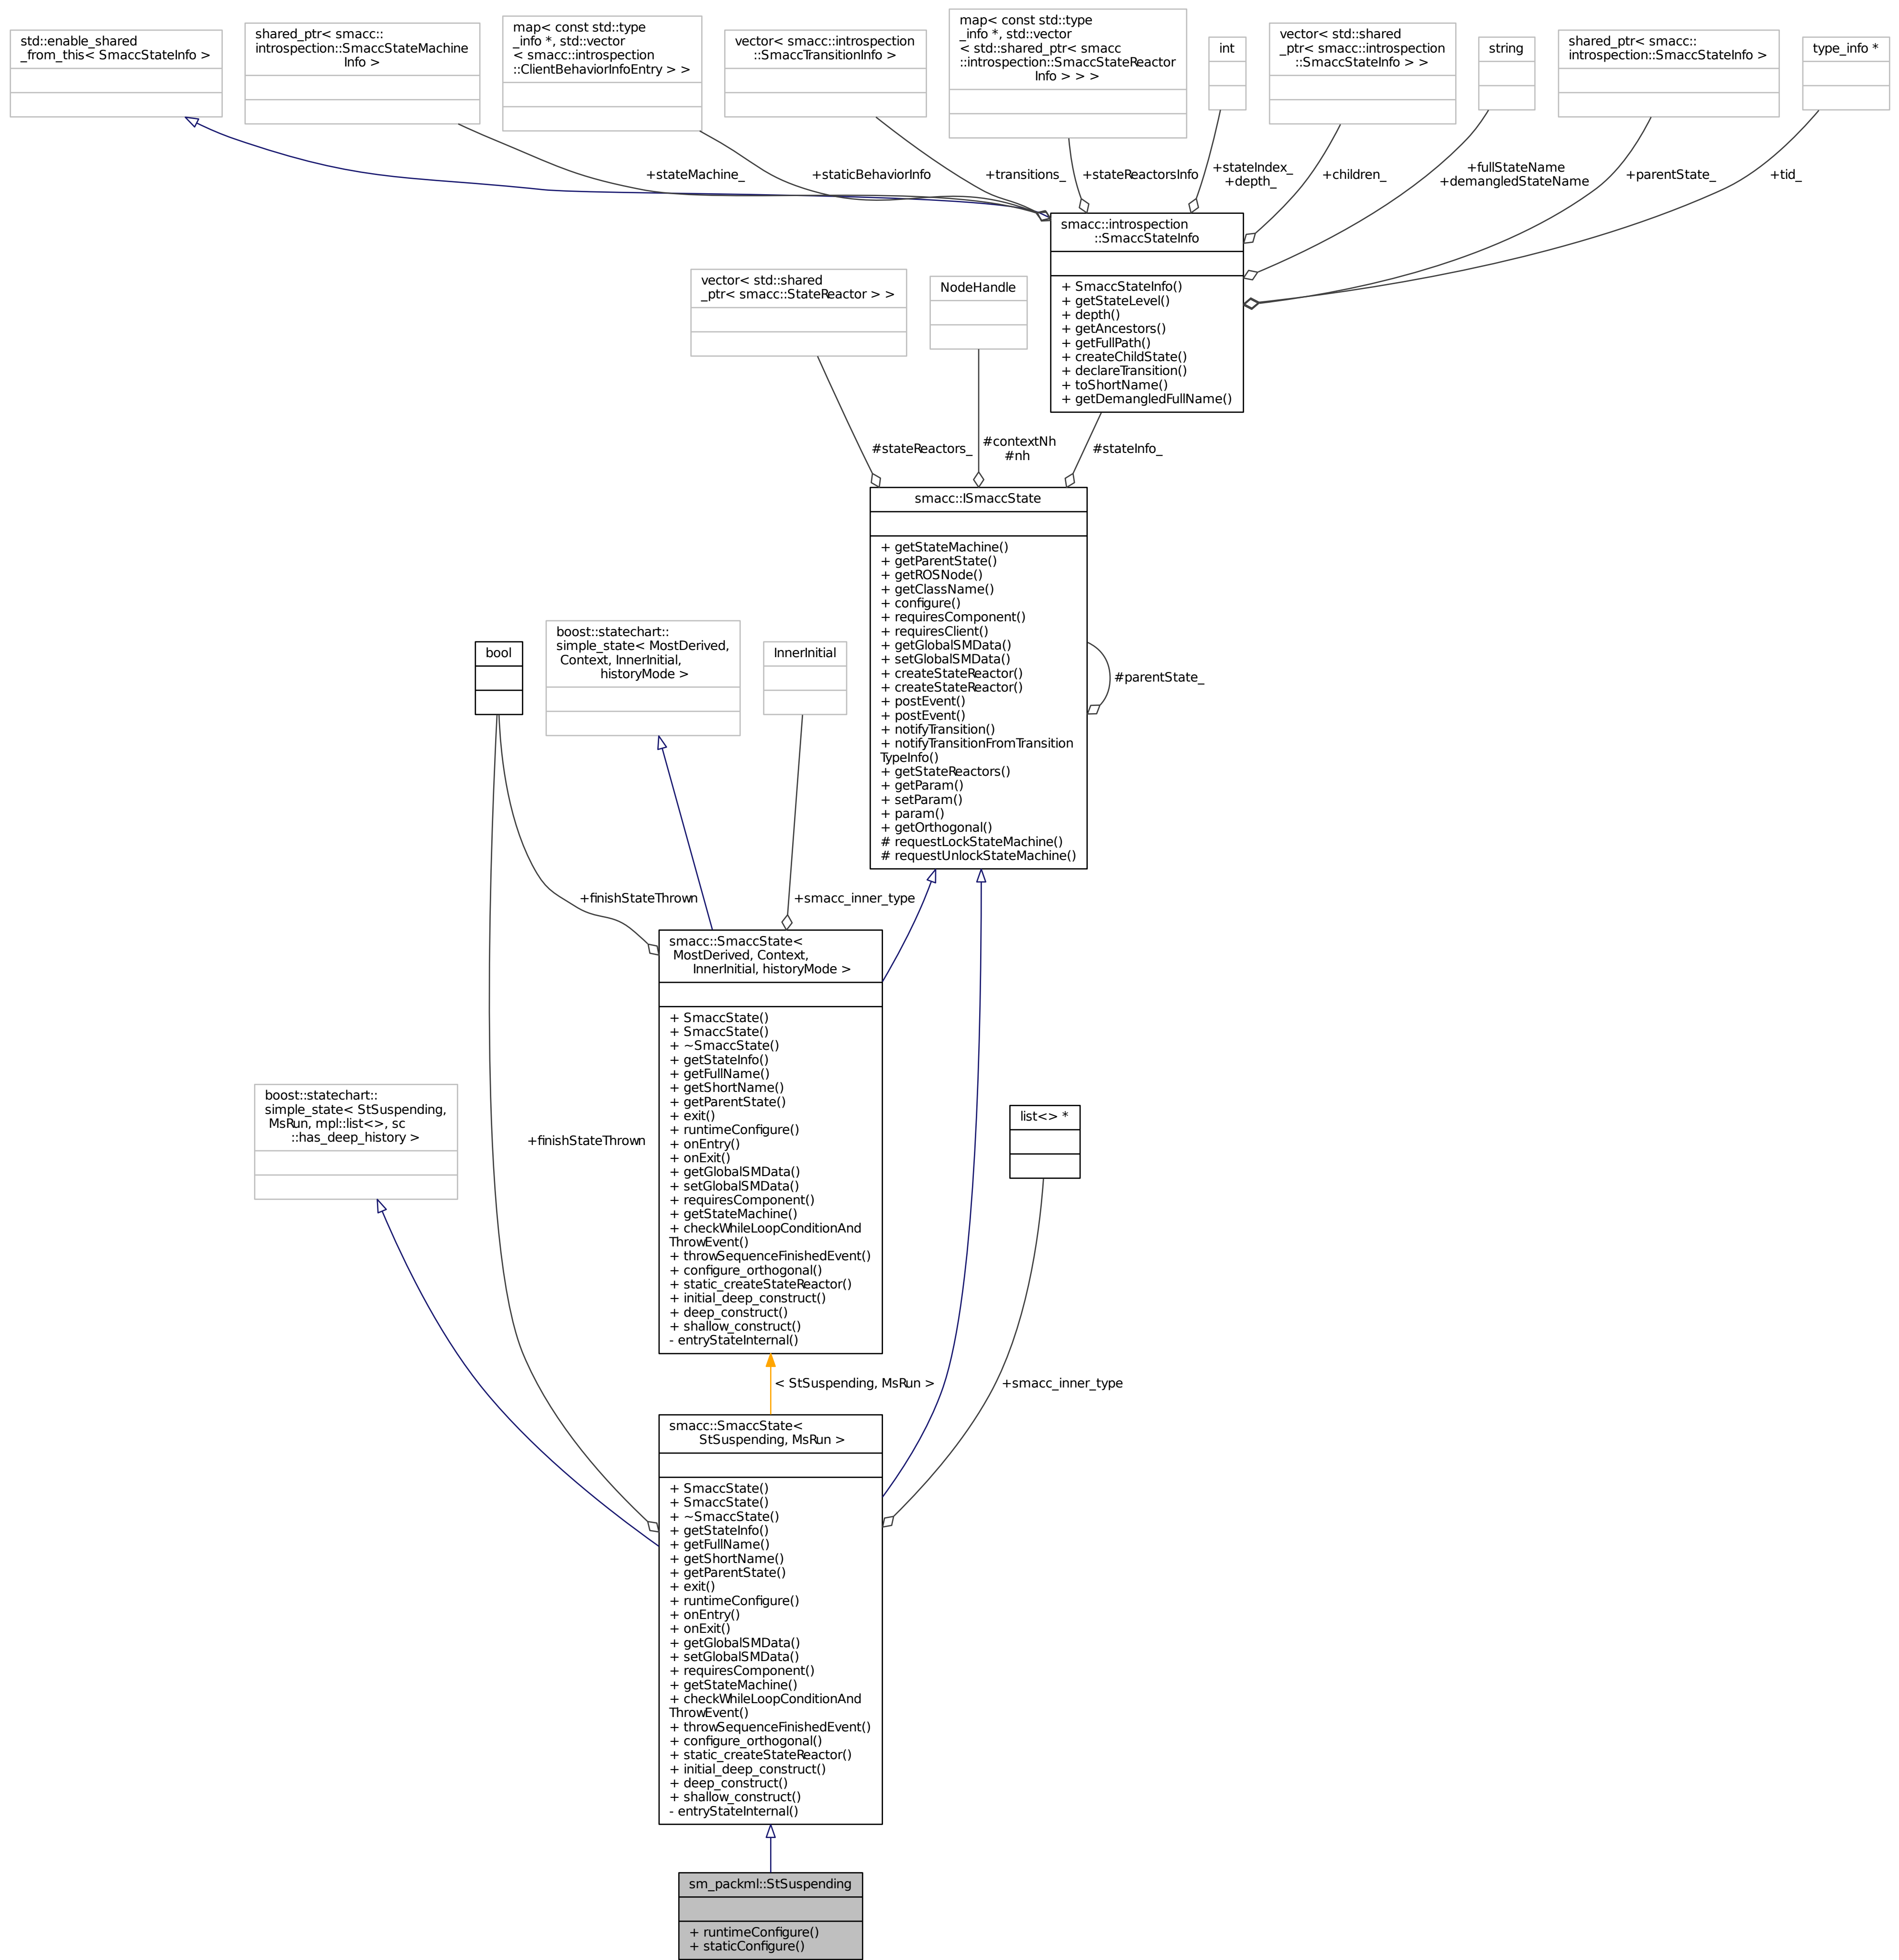 std::enable_shared
_from_this< SmaccStateInfo >
shared_ptr< smacc::
introspection::SmaccStateMachine
Info >
map< const std::type
_info *, std::vector
< smacc::introspection
::ClientBehaviorInfoEntry > >
vector< smacc::introspection
::SmaccTransitionInfo >
map< const std::type
_info *, std::vector
< std::shared_ptr< smacc
::introspection::SmaccStateReactor
Info > > >
int
vector< std::shared
_ptr< smacc::introspection
::SmaccStateInfo > >
string
shared_ptr< smacc::
introspection::SmaccStateInfo >
type_info *
+stateMachine_
+staticBehaviorInfo
+transitions_
+stateReactorsInfo
+stateIndex_
+depth_
+children_
+fullStateName
+demangledStateName
+parentState_
+tid_
smacc::introspection
::SmaccStateInfo
+ SmaccStateInfo()
+ getStateLevel()
+ depth()
+ getAncestors()
+ getFullPath()
+ createChildState()
+ declareTransition()
+ toShortName()
+ getDemangledFullName()
vector< std::shared
_ptr< smacc::StateReactor > >
NodeHandle
#stateReactors_
#contextNh
#nh
#stateInfo_
smacc::ISmaccState
+ getStateMachine()
+ getParentState()
+ getROSNode()
+ getClassName()
+ configure()
+ requiresComponent()
+ requiresClient()
+ getGlobalSMData()
+ setGlobalSMData()
+ createStateReactor()
+ createStateReactor()
+ postEvent()
+ postEvent()
+ notifyTransition()
+ notifyTransitionFromTransition
TypeInfo()
+ getStateReactors()
+ getParam()
+ setParam()
+ param()
+ getOrthogonal()
# requestLockStateMachine()
# requestUnlockStateMachine()
#parentState_
bool
boost::statechart::
simple_state< MostDerived,
Context, InnerInitial,
historyMode >
InnerInitial
+finishStateThrown
+smacc_inner_type
smacc::SmaccState<
MostDerived, Context,
InnerInitial, historyMode >
+ SmaccState()
+ SmaccState()
+ ~SmaccState()
+ getStateInfo()
+ getFullName()
+ getShortName()
+ getParentState()
+ exit()
+ runtimeConfigure()
+ onEntry()
+ onExit()
+ getGlobalSMData()
+ setGlobalSMData()
+ requiresComponent()
+ getStateMachine()
+ checkWhileLoopConditionAnd
ThrowEvent()
+ throwSequenceFinishedEvent()
+ configure_orthogonal()
+ static_createStateReactor()
+ initial_deep_construct()
+ deep_construct()
+ shallow_construct()
- entryStateInternal()
boost::statechart::
simple_state< StSuspending,
MsRun, mpl::list<>, sc
::has_deep_history >
+finishStateThrown
list<> *
< StSuspending, MsRun >
+smacc_inner_type
smacc::SmaccState<
StSuspending, MsRun >
+ SmaccState()
+ SmaccState()
+ ~SmaccState()
+ getStateInfo()
+ getFullName()
+ getShortName()
+ getParentState()
+ exit()
+ runtimeConfigure()
+ onEntry()
+ onExit()
+ getGlobalSMData()
+ setGlobalSMData()
+ requiresComponent()
+ getStateMachine()
+ checkWhileLoopConditionAnd
ThrowEvent()
+ throwSequenceFinishedEvent()
+ configure_orthogonal()
+ static_createStateReactor()
+ initial_deep_construct()
+ deep_construct()
+ shallow_construct()
- entryStateInternal()
sm_packml::StSuspending
+ runtimeConfigure()
+ staticConfigure()